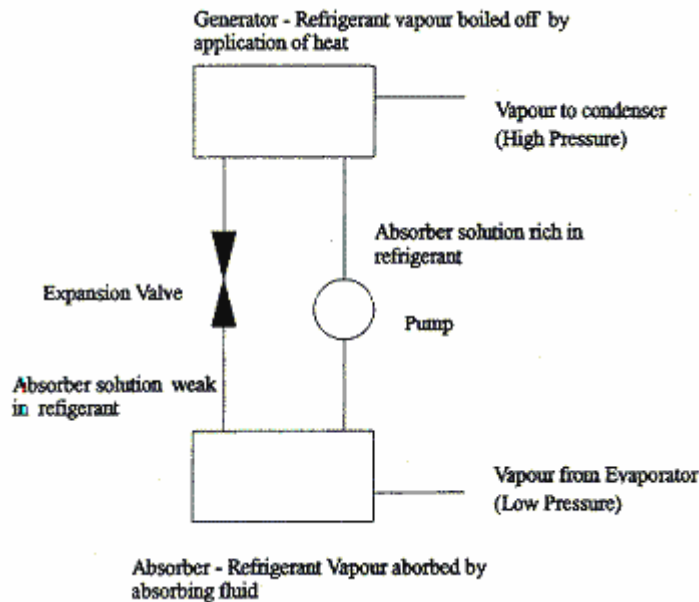 Generator - Refrigerant vapour boiled off by
application of heat
Vapour to condenser
(High Pressure)
Absorber solution rich in
refrigerant
Expansion Valve
Pump
Absorber solution weak
in refigerant
Vapour from Evaporator
(Low Pressure)
Absorber - Refrigerant Vapour aborbed by
absorbing fluid